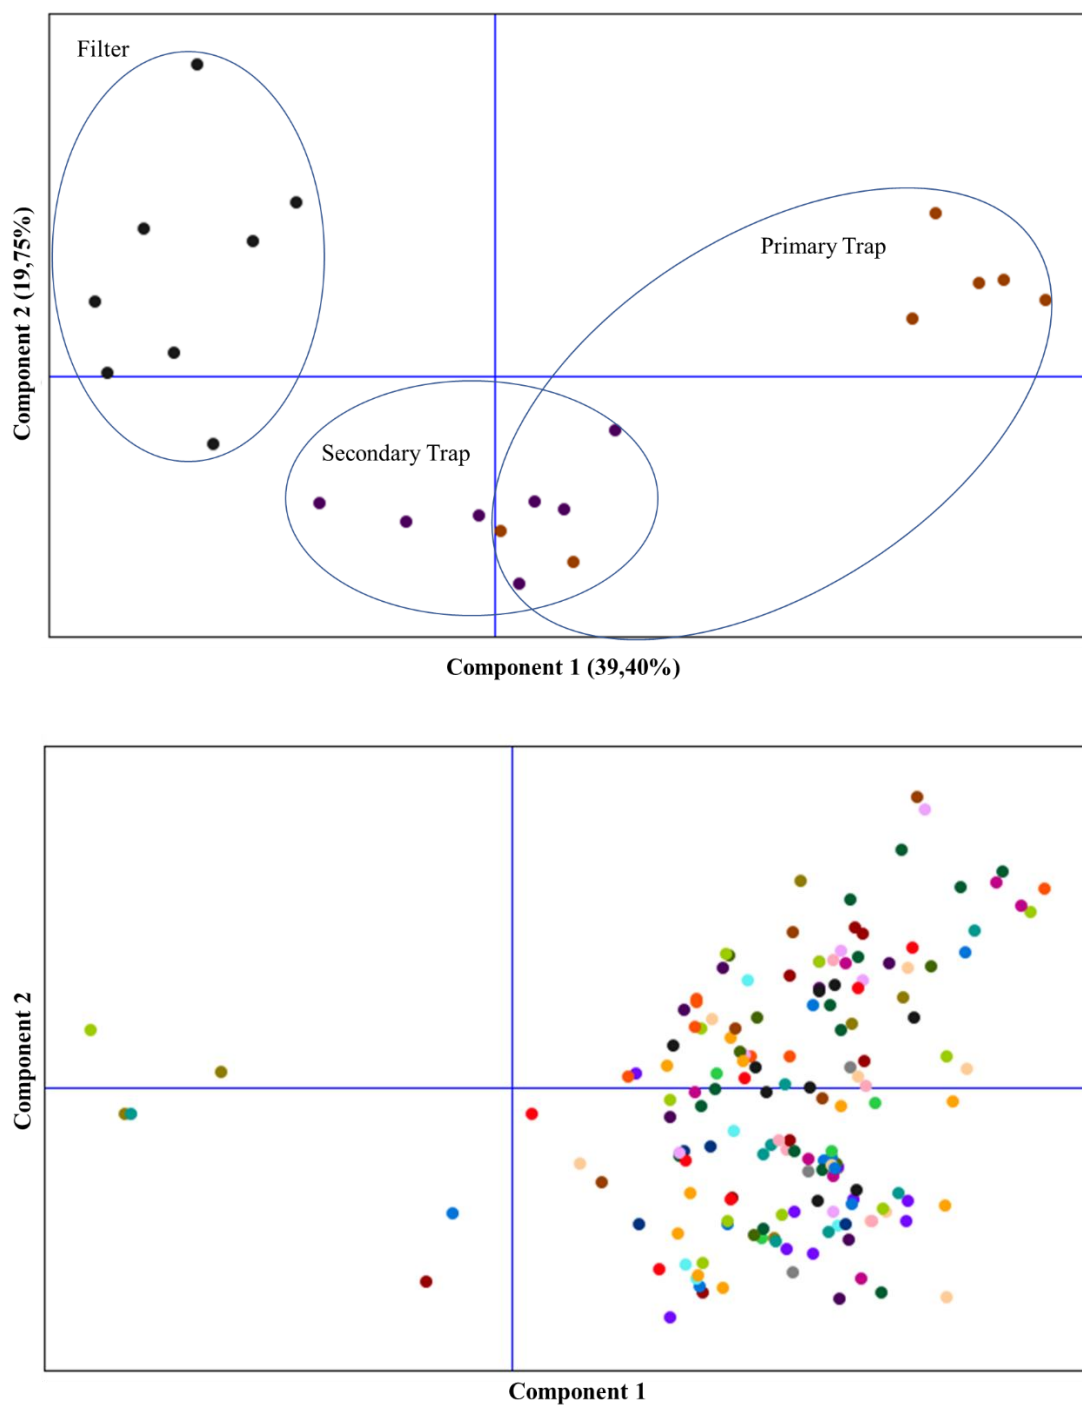 Filter
Primary Trap
Secondary Trap
Component 2 (19,75%)
Component 1 (39,40%)
Component 2
Component 1